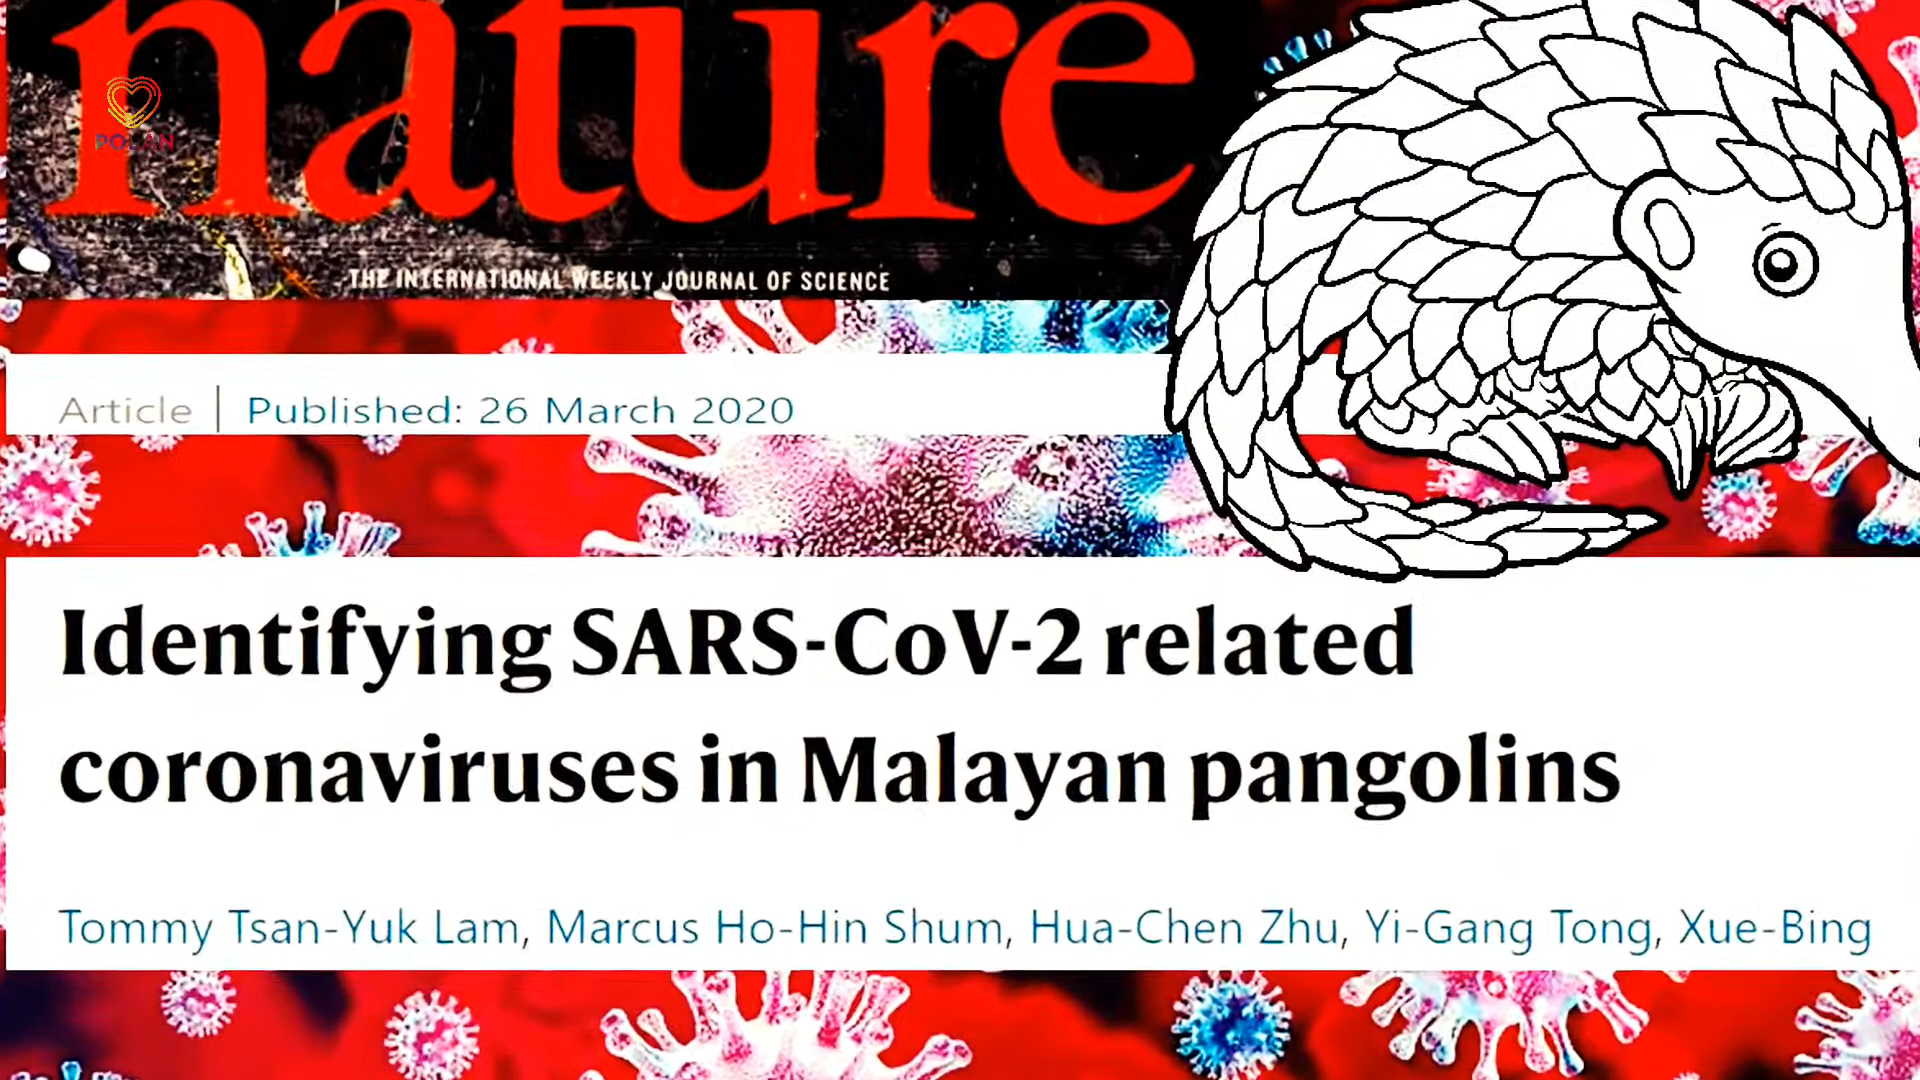 nature
POLAN
THE INTERNATIONAL WEEKLY JOURNAL OF SCIENCE
Article | Published: 26 March 2020
Identifying SARS-CoV-2 related
coronaviruses in Malayan pangolins
Tommy Tsan-Yuk Lam, Marcus Ho-Hin Shum, Hua-Chen Zhu, Yi-Gang Tong, Xue-Bing